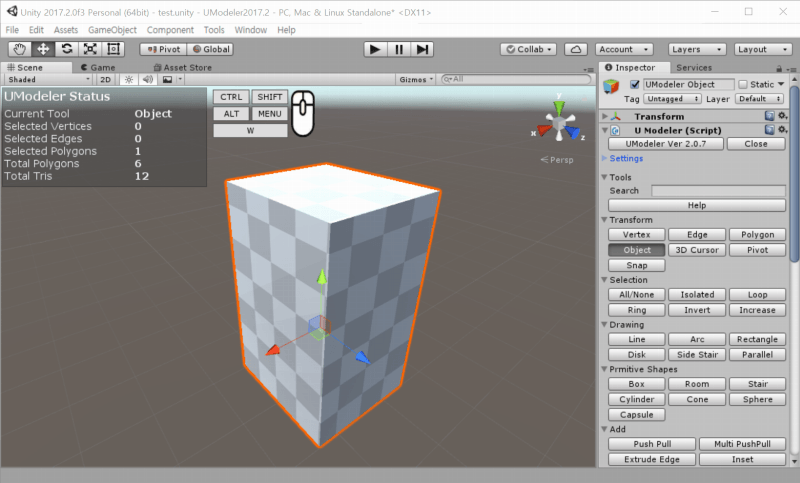 Unity 2017.2.0f3 Personal (64bit) - test.unity - UModeler2017.2 - PC, Mac & Linux Standalone* <DX11>
File Edit Assets GameObject Component Tools Window Help
Pivot Global Collab Account Layers Layout
Scene Game Asset Store
Shaded 2D Gizmos All
UModeler Status
Current Tool Object
Selected Vertices 0
Selected Edges 0
Selected Polygons 1
Total Polygons 6
Total Tris 12
CTRL SHIFT
ALT MENU
W
y
x z
Persp
Inspector Services
UModeler Object Static
Tag Untagged Layer Default
Transform
U Modeler (Script)
UModeler Ver 2.0.7 Close
Settings
Tools
Search
Help
Transform
Vertex Edge Polygon
Object 3D Cursor Pivot
Snap
Selection
All/None Isolated Loop
Ring Invert Increase
Drawing
Line Arc Rectangle
Disk Side Stair Parallel
Prmitive Shapes
Box Room Stair
Cylinder Cone Sphere
Capsule
Add
Push Pull Multi PushPull
Extrude Edge Inset